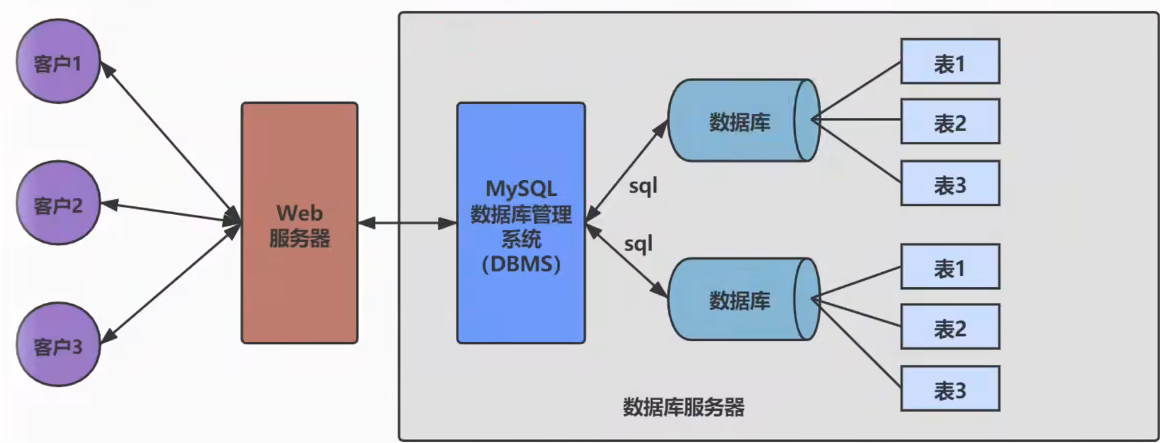 客户1
客户2
客户3
Web
服务器
MySQL
数据库管理
系统
（DBMS）
sql
sql
数据库
表1
表2
表3
数据库
表1
表2
表3
数据库服务器